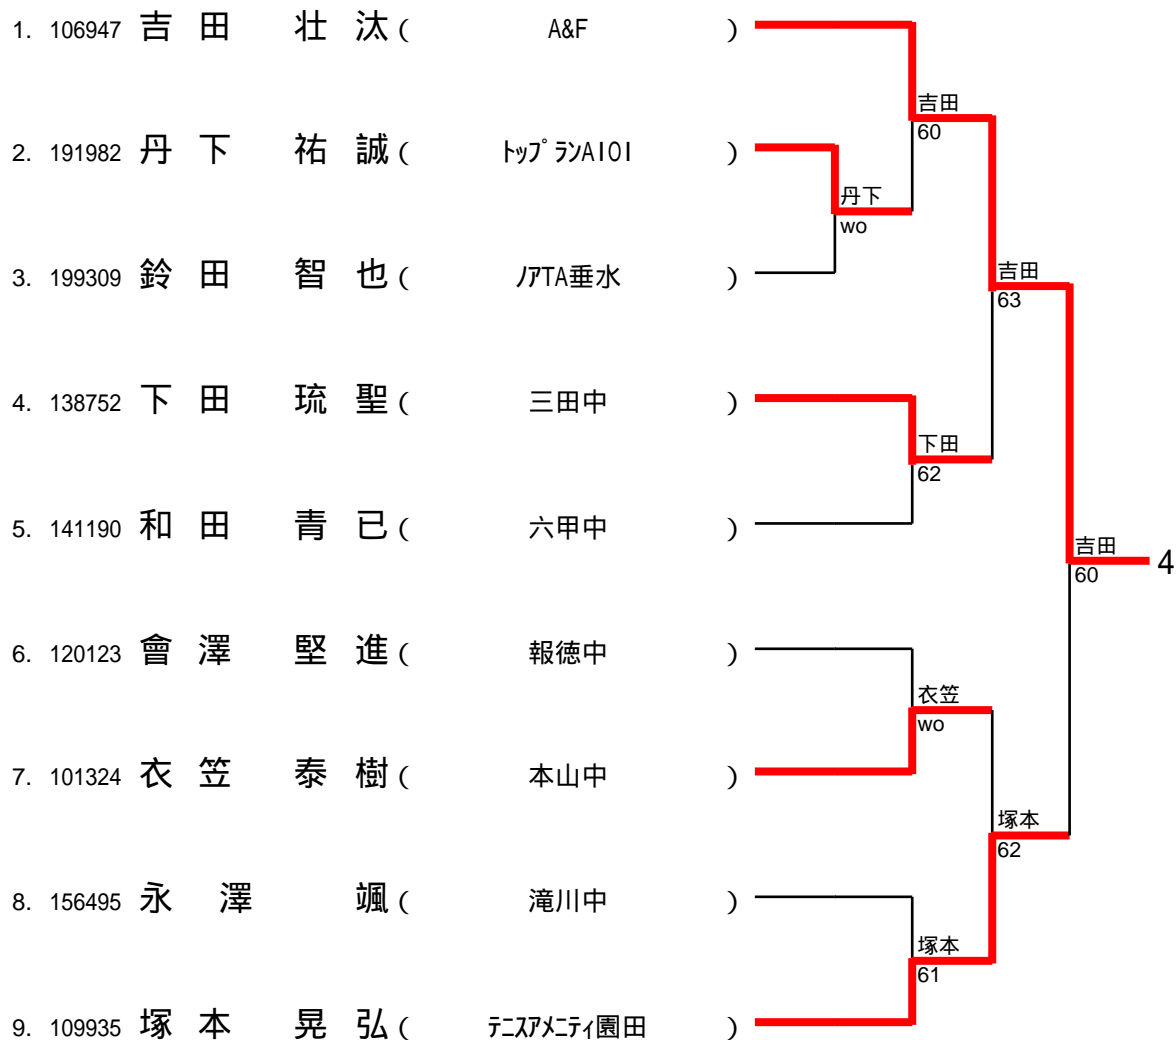 1. 106947 吉田 壮汰 ( A&F )
吉田
60
2. 191982 丹下 祐誠 ( トップランAIOI )
丹下
wo
3. 199309 鈴田 智也 ( ノアTA垂水 )
吉田
63
4. 138752 下田 琉聖 ( 三田中 )
下田
62
5. 141190 和田 青已 ( 六甲中 )
吉田
60
4
6. 120123 會澤 堅進 ( 報徳中 )
衣笠
wo
7. 101324 衣笠 泰樹 ( 本山中 )
塚本
62
8. 156495 永澤 颯 ( 滝川中 )
塚本
61
9. 109935 塚本 晃弘 ( テニスアメニティ園田 )